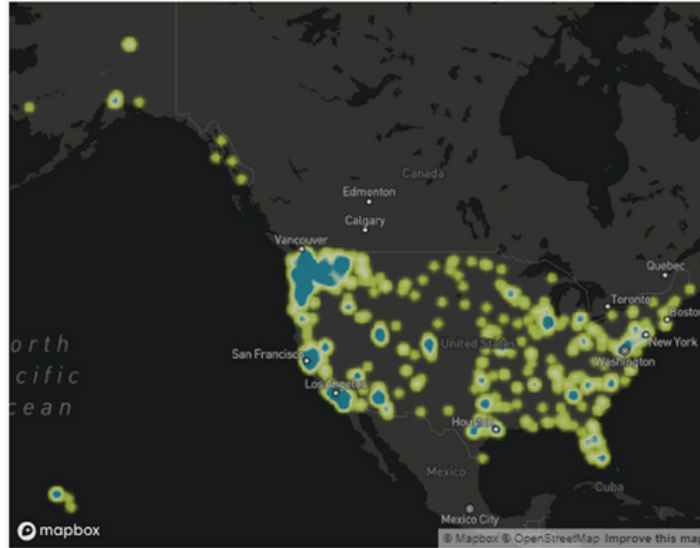 Canada
Edmonton
Calgary
Vancouver
Quebec
Toronto
Boston
New York
United States
Washington
San Francisco
Los Angeles
orth
cific
cean
Houston
Mexico
Cuba
Mexico City
mapbox
© Mapbox © OpenStreetMap Improve this ma